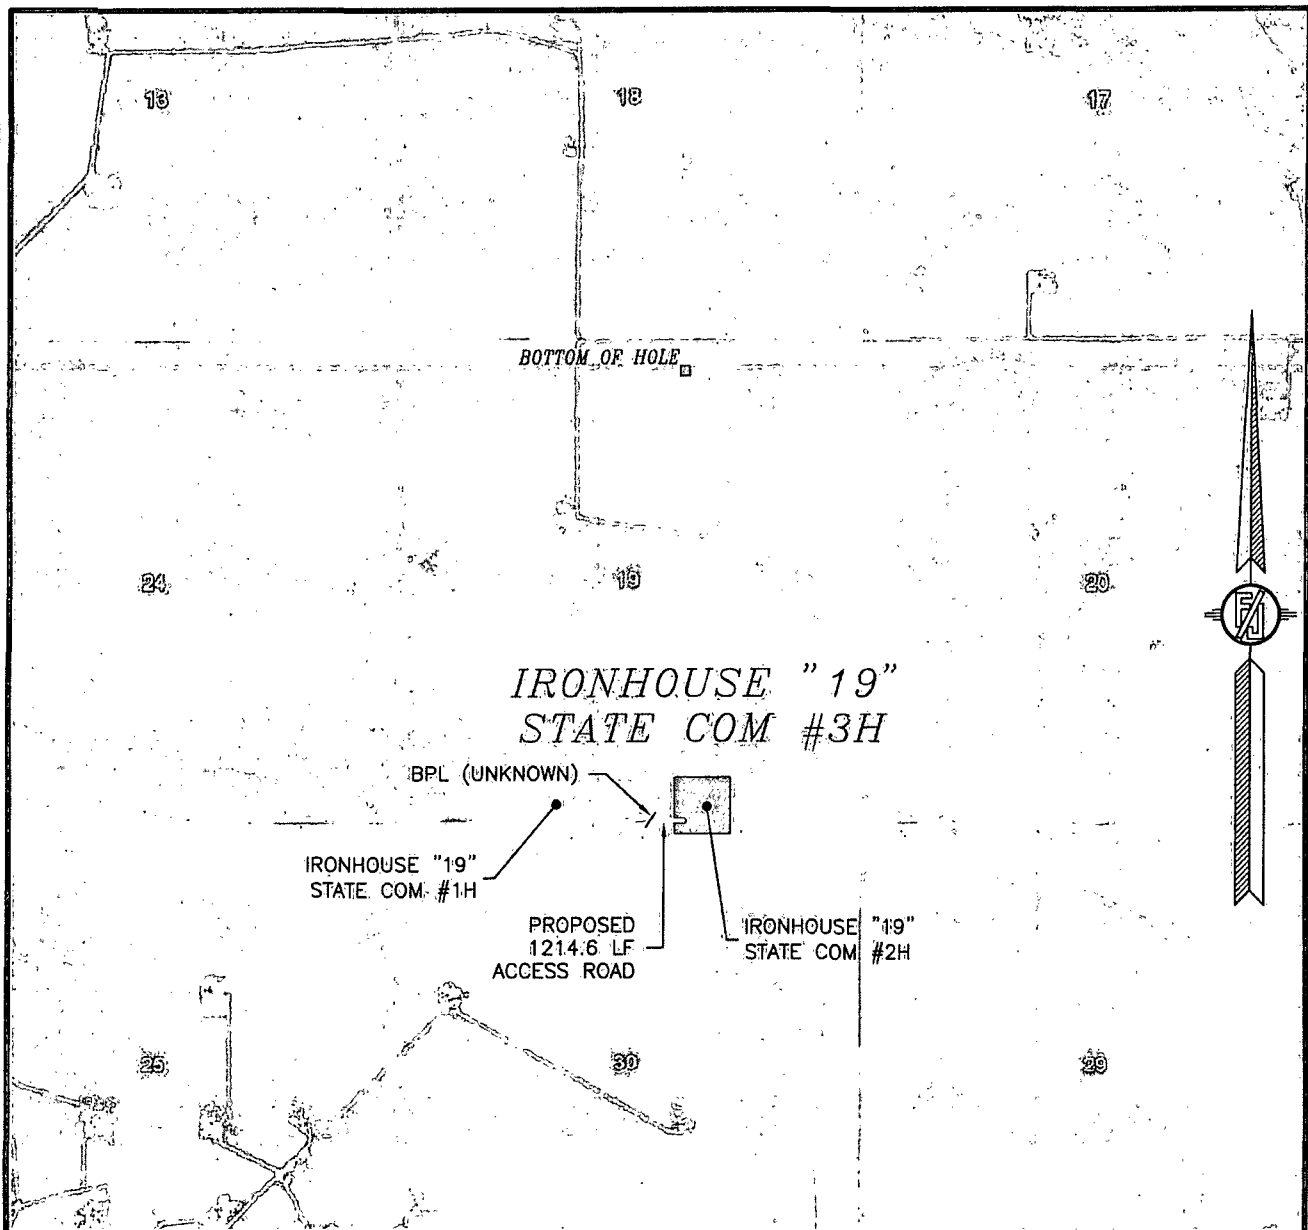 13
18
17
BOTTOM OF HOLE
24
19
20
IRONHOUSE "19"
STATE COM #3H
BPL (UNKNOWN)
IRONHOUSE "19"
STATE COM #1H
PROPOSED
1214.6 LF
ACCESS ROAD
IRONHOUSE "19"
STATE COM #2H
25
30
29